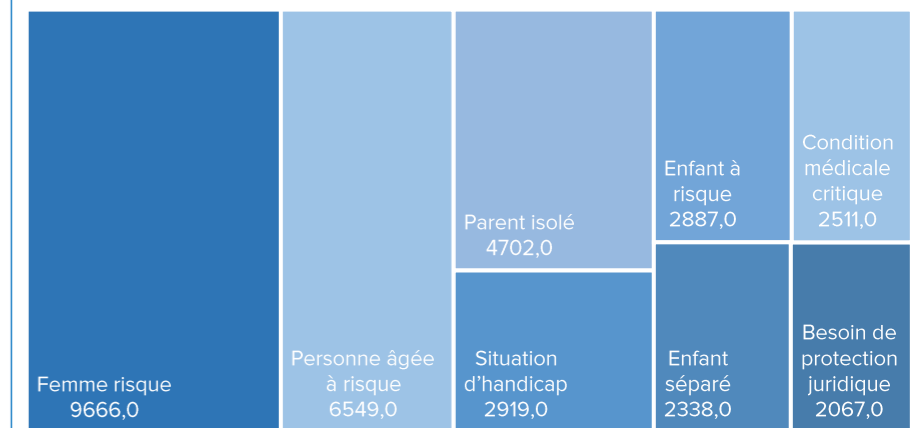 Femme risque
9666,0
Personne âgée
à risque
6549,0
Parent isolé
4702,0
Situation
d’handicap
2919,0
Enfant à
risque
2887,0
Enfant
séparé
2338,0
Condition
médicale
critique
2511,0
Besoin de
protection
juridique
2067,0